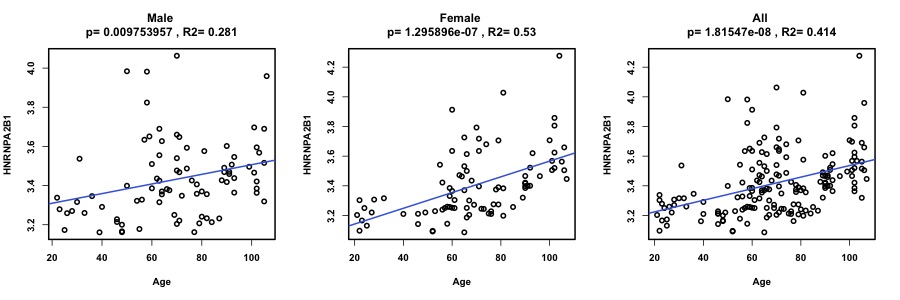 Male
p= 0.009753957 , R2= 0.281
HNRNPA2B1
4.0
3.8
3.6
3.4
3.2
20 40 60 80 100
Age
Female
p= 1.295896e-07 , R2= 0.53
HNRNPA2B1
4.2
4.0
3.8
3.6
3.4
3.2
20 40 60 80 100
Age
All
p= 1.81547e-08 , R2= 0.414
HNRNPA2B1
4.2
4.0
3.8
3.6
3.4
3.2
20 40 60 80 100
Age